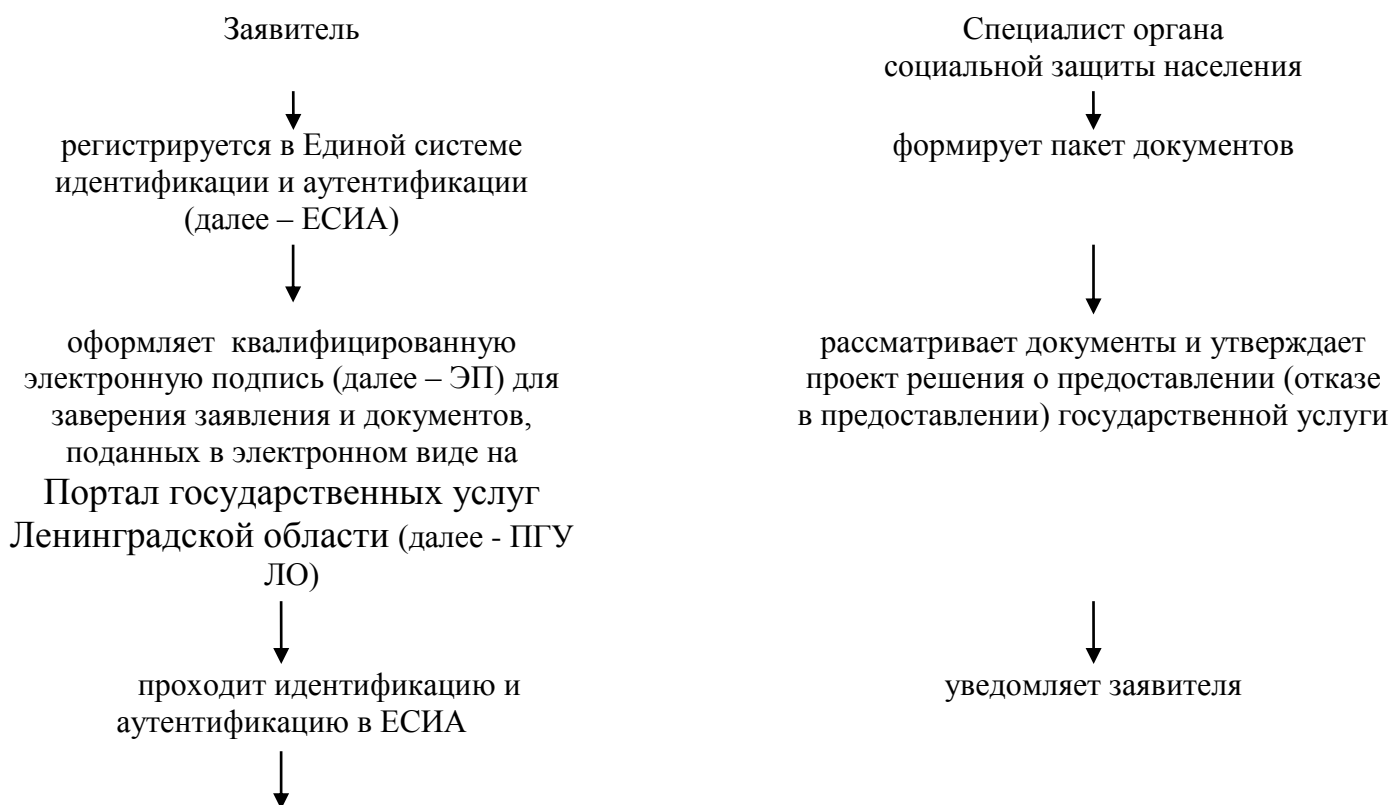 Заявитель
регистрируется в Единой системе
идентификации и аутентификации
(далее – ЕСИА)
оформляет квалифицированную
электронную подпись (далее – ЭП) для
заверения заявления и документов,
поданных в электронном виде на
Портал государственных услуг
Ленинградской области (далее - ПГУ
ЛО)
проходит идентификацию и
аутентификацию в ЕСИА
Специалист органа
социальной защиты населения
формирует пакет документов
рассматривает документы и утверждает
проект решения о предоставлении (отказе
в предоставлении) государственной услуги
уведомляет заявителя